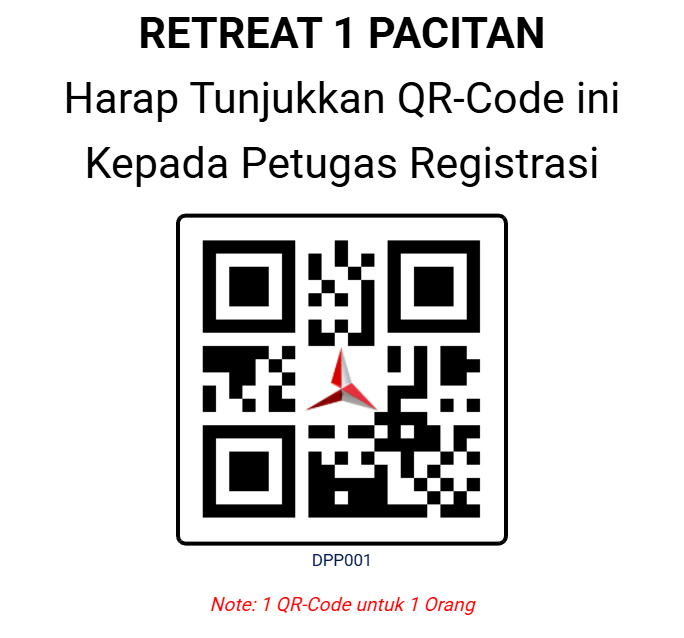 RETREAT 1 PACITAN
Harap Tunjukkan QR-Code ini
Kepada Petugas Registrasi
DPP001
Note: 1 QR-Code untuk 1 Orang